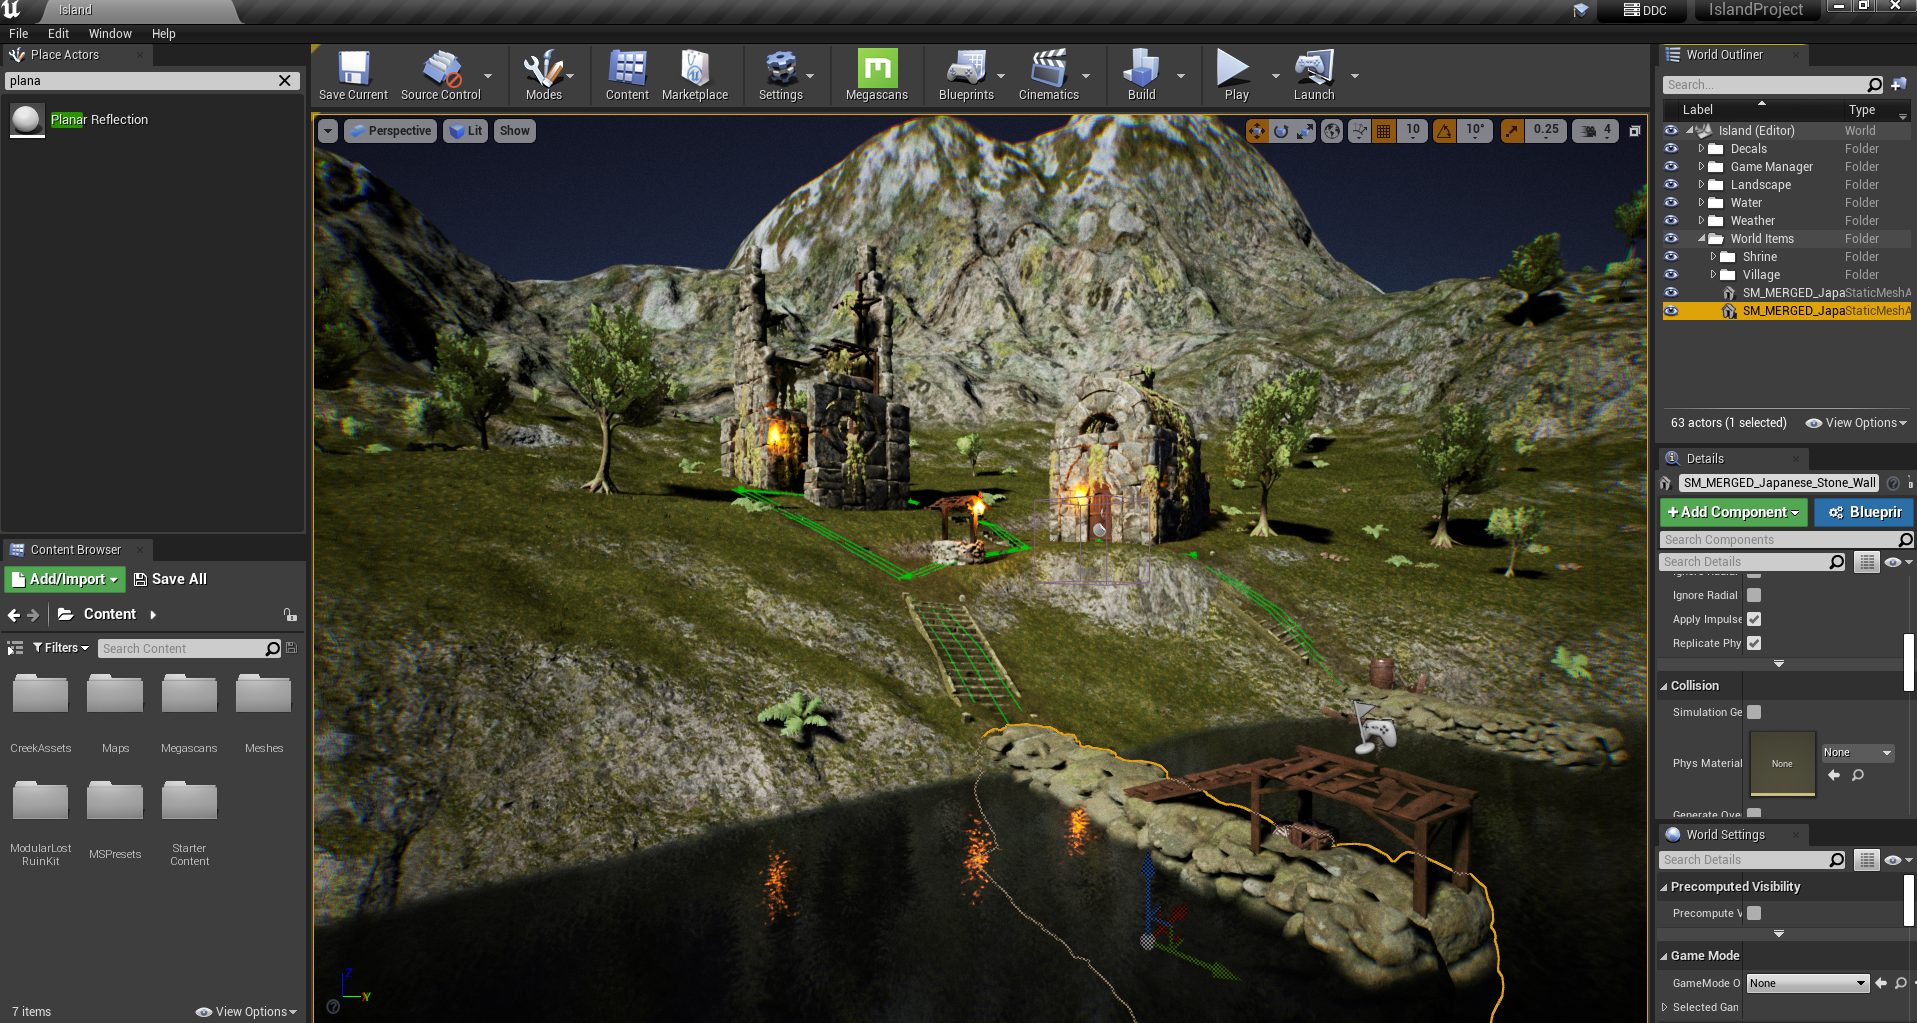 Island
DDC
IslandProject
File Edit Window Help
Place Actors
plana
Planar Reflection
Save Current
Source Control
Modes
Content
Marketplace
Settings
Megascans
Blueprints
Cinematics
Build
Play
Launch
Perspective
Lit
Show
10
10°
0.25
4
Z
Y
World Outliner
Search...
Label Type
Island (Editor) World
Decals Folder
Game Manager Folder
Landscape Folder
Water Folder
Weather Folder
World Items Folder
Shrine Folder
Village Folder
SM_MERGED_Japa StaticMeshA
SM_MERGED_Japa StaticMeshA
63 actors (1 selected)
View Options
Details
SM_MERGED_Japanese_Stone_Wall
+Add Component
Blueprir
Search Components
Search Details
Ignore Radial
Ignore Radial
Apply Impulse
Replicate Phy
Collision
Simulation Ge
Phys Material
None
None
Generate Ove
World Settings
Search Details
Precomputed Visibility
Precompute V
Game Mode
GameMode O
None
Selected Gan
Content Browser
Add/Import
Save All
Content
Filters
Search Content
CreekAssets
Maps
Megascans
Meshes
ModularLost
RuinKit
MSPresets
Starter
Content
7 items
View Options